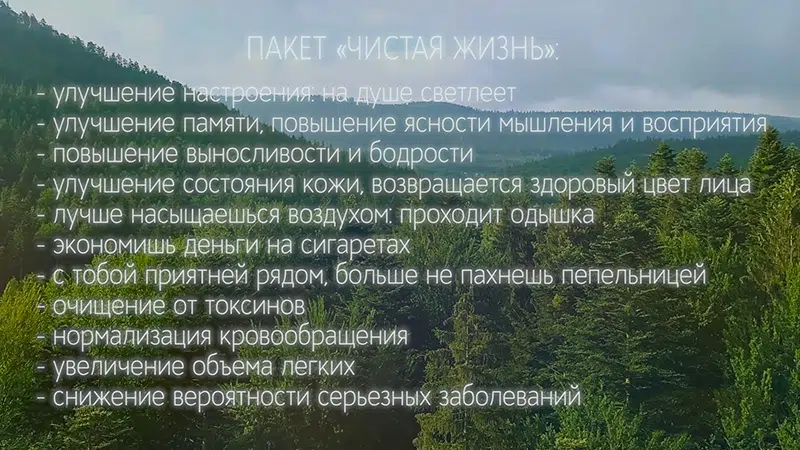 ПАКЕТ «ЧИСТАЯ ЖИЗНЬ»:
- улучшение настроения: на душе светлеет
- улучшение памяти, повышение ясности мышления и восприятия
- повышение выносливости и бодрости
- улучшение состояния кожи, возвращается здоровый цвет лица
- лучше насыщаешься воздухом: проходит одышка
- экономишь деньги на сигаретах
- с тобой приятней рядом, больше не пахнешь пепельницей
- очищение от токсинов
- нормализация кровообращения
- увеличение объема легких
- снижение вероятности серьезных заболеваний